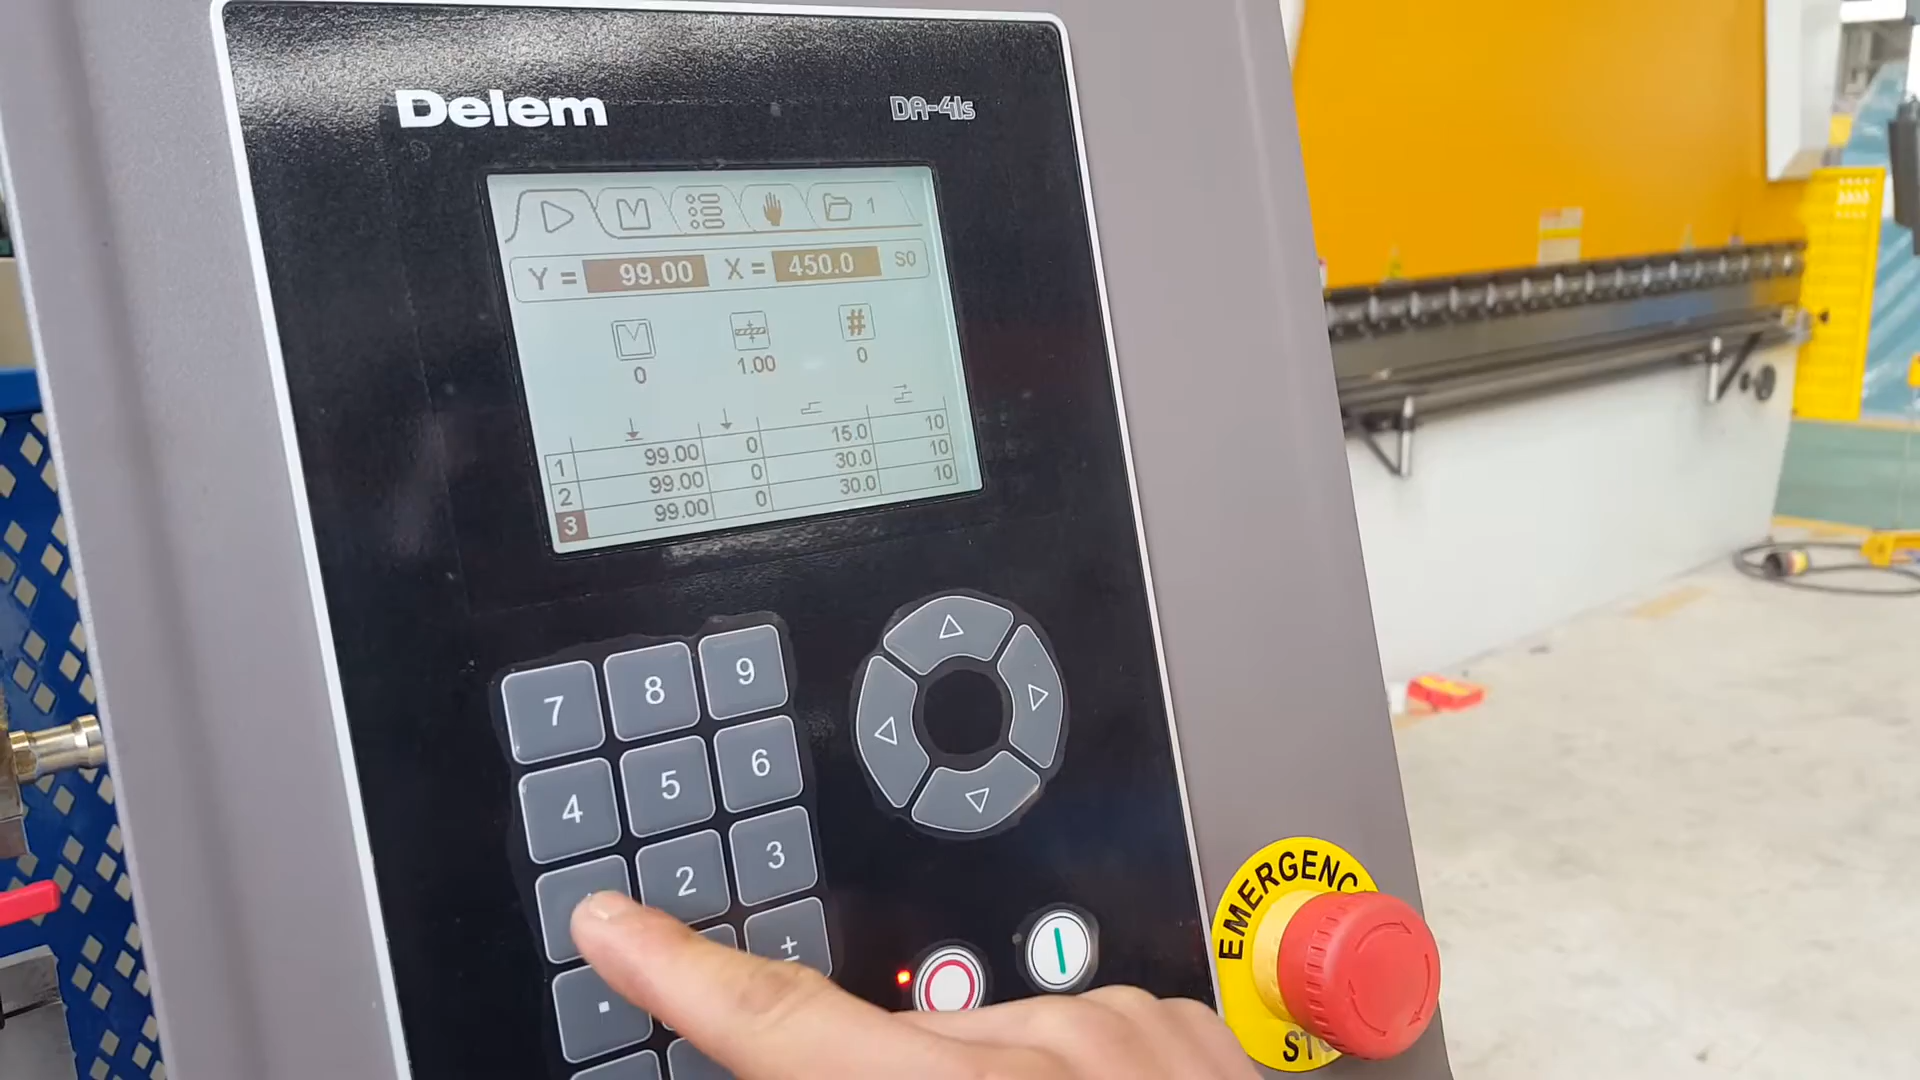 Delem DA-41s
1
Y = 99.00 X = 450.0 S0
#
0 1.00 0
1 99.00 0 15.0 10
2 99.00 0 30.0 10
3 99.00 0 30.0 10
7 8 9
4 5 6
2 3
. ±
EMERGENC